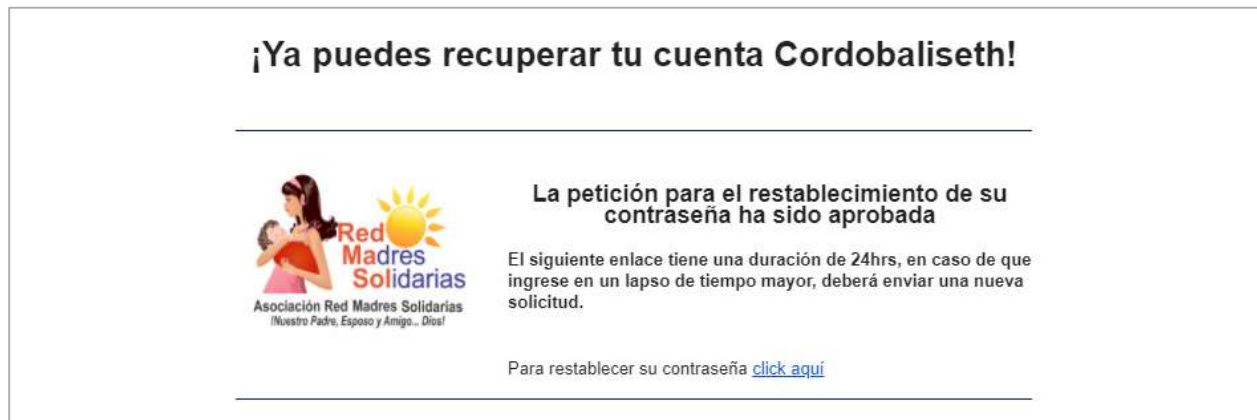 ¡Ya puedes recuperar tu cuenta Cordobaliseth!
Red
Madres
Solidarias
Asociación Red Madres Solidarias
¡Nuestro Padre, Esposo y Amigo... Dios!
La petición para el restablecimiento de su
contraseña ha sido aprobada
El siguiente enlace tiene una duración de 24hrs, en caso de que
ingrese en un lapso de tiempo mayor, deberá enviar una nueva
solicitud.
Para restablecer su contraseña click aquí